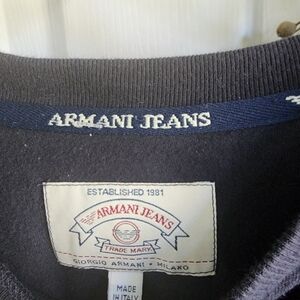 ARMANI JEANS
ESTABLISHED 1981
ARMANI JEANS
TRADE MARK
GIORGIO ARMANI • MILANO
MADE
IN ITALY